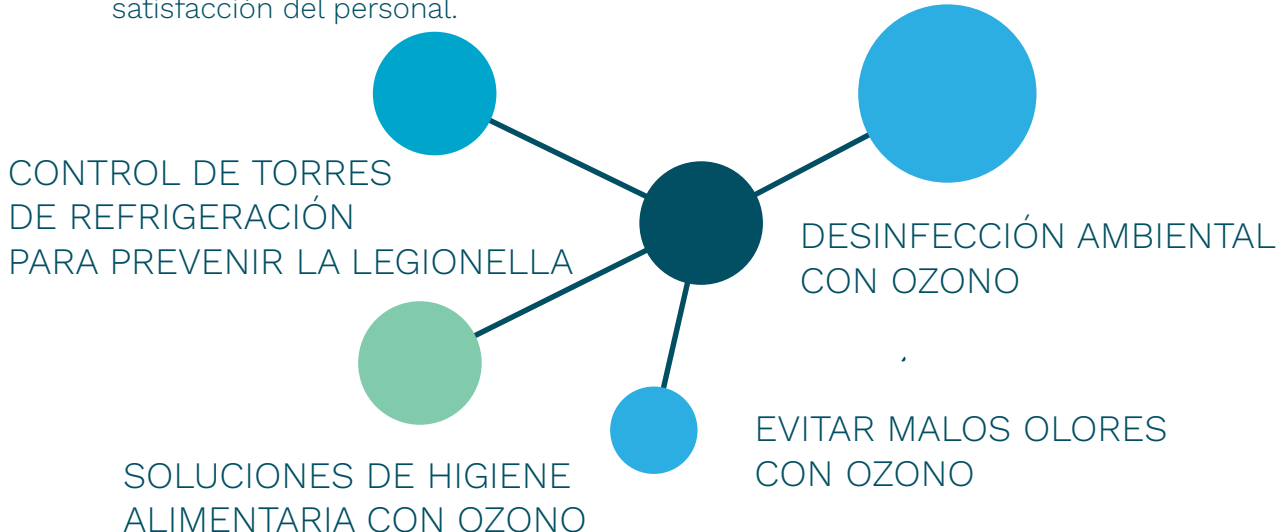 satisfacción del personal.
CONTROL DE TORRES
DE REFRIGERACIÓN
PARA PREVENIR LA LEGIONELLA
DESINFECCIÓN AMBIENTAL
CON OZONO
EVITAR MALOS OLORES
CON OZONO
SOLUCIONES DE HIGIENE
ALIMENTARIA CON OZONO